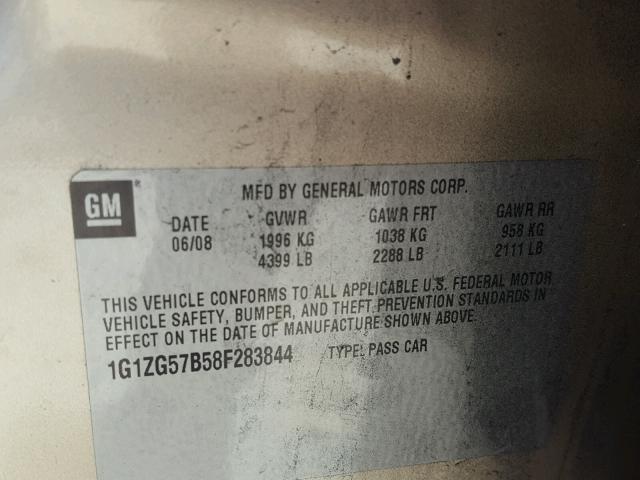 GM
MFD BY GENERAL MOTORS CORP.
DATE GVWR GAWR FRT GAWR RR
06/08 1996 KG 1038 KG 958 KG
4399 LB 2288 LB 2111 LB
THIS VEHICLE CONFORMS TO ALL APPLICABLE U.S. FEDERAL MOTOR
VEHICLE SAFETY, BUMPER, AND THEFT PREVENTION STANDARDS IN
EFFECT ON THE DATE OF MANUFACTURE SHOWN ABOVE.
1G1ZG57B58F283844 TYPE: PASS CAR